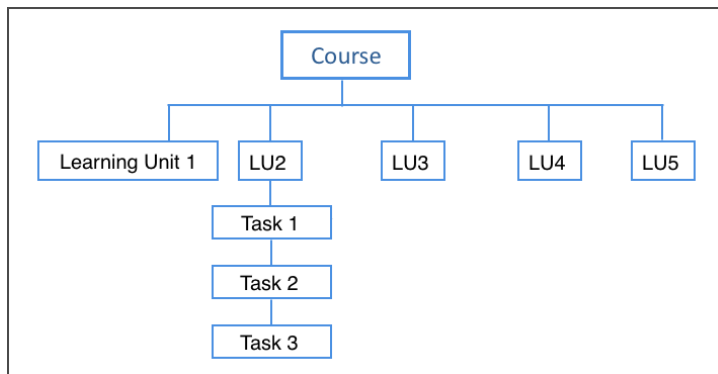 Course
Learning Unit 1
LU2
LU3
LU4
LU5
Task 1
Task 2
Task 3